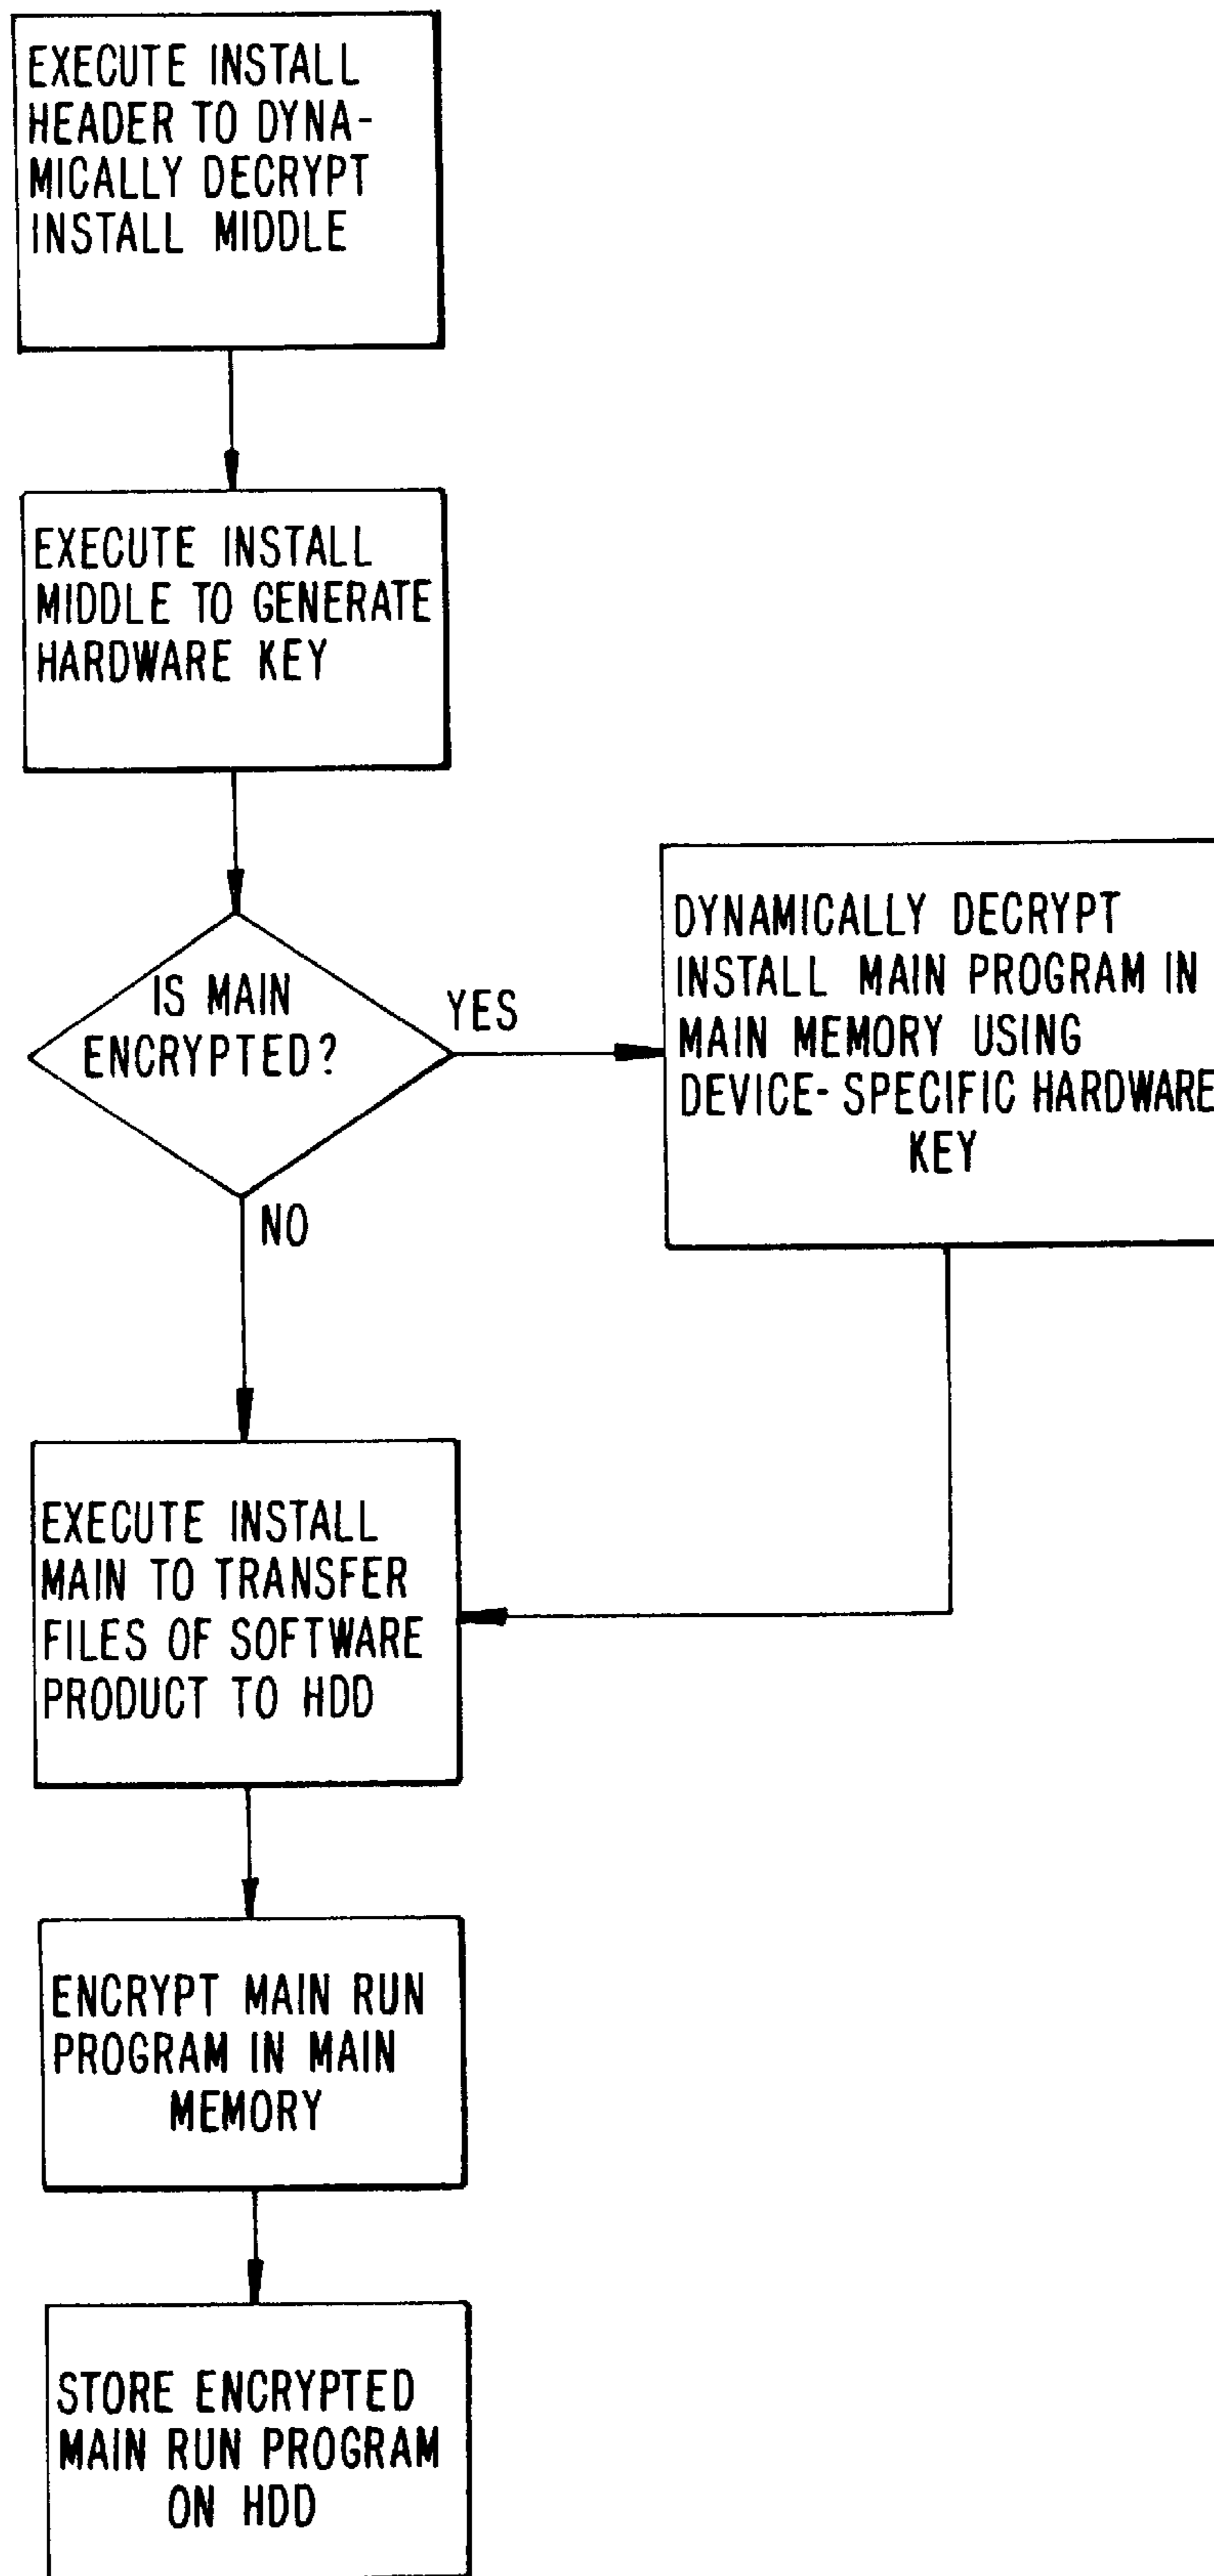 EXECUTE INSTALL
HEADER TO DYNA-
MICALLY DECRYPT
INSTALL MIDDLE
EXECUTE INSTALL
MIDDLE TO GENERATE
HARDWARE KEY
IS MAIN
ENCRYPTED?
YES
NO
DYNAMICALLY DECRYPT
INSTALL MAIN PROGRAM IN
MAIN MEMORY USING
DEVICE-SPECIFIC HARDWARE
KEY
EXECUTE INSTALL
MAIN TO TRANSFER
FILES OF SOFTWARE
PRODUCT TO HDD
ENCRYPT MAIN RUN
PROGRAM IN MAIN
MEMORY
STORE ENCRYPTED
MAIN RUN PROGRAM
ON HDD